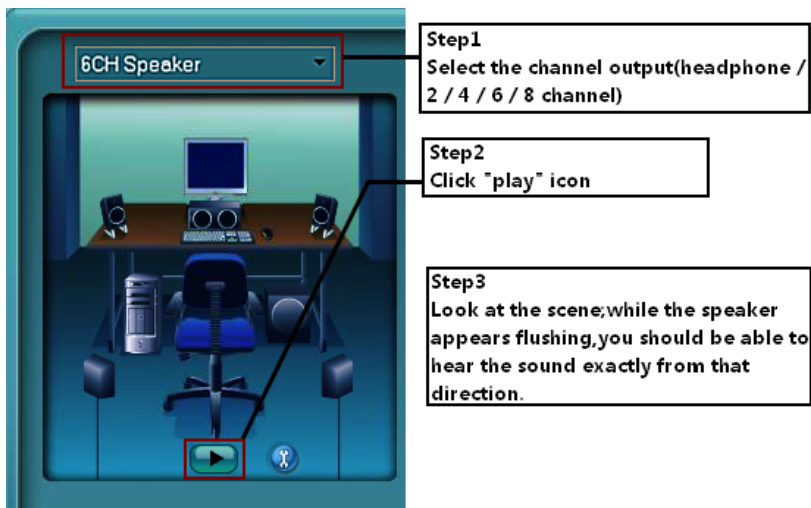 6CH Speaker
Step1
Select the channel output(headphone /
2 / 4 / 6 / 8 channel)
Step2
Click "play" icon
Step3
Look at the scene;while the speaker
appears flushing,you should be able to
hear the sound exactly from that
direction.